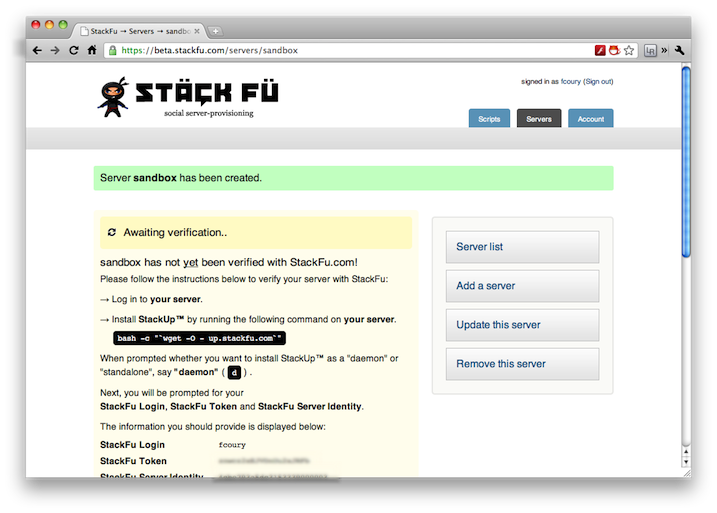 StackFu → Servers → sandbo
https://beta.stackfu.com/servers/sandbox
STÄCK FÜ
social server-provisioning
signed in as fcoury (Sign out)
Scripts
Servers
Account
Server sandbox has been created.
Awaiting verification..
sandbox has not yet been verified with StackFu.com!
Please follow the instructions below to verify your server with StackFu:
→ Log in to your server.
→ Install StackUp™ by running the following command on your server.
bash -c "`wget -O - up.stackfu.com`"
When prompted whether you want to install StackUp™ as a "daemon" or
"standalone", say "daemon" ( d ) .
Next, you will be prompted for your
StackFu Login, StackFu Token and StackFu Server Identity.
The information you should provide is displayed below:
StackFu Login fcoury
StackFu Token
StackFu Server Identity
Server list
Add a server
Update this server
Remove this server